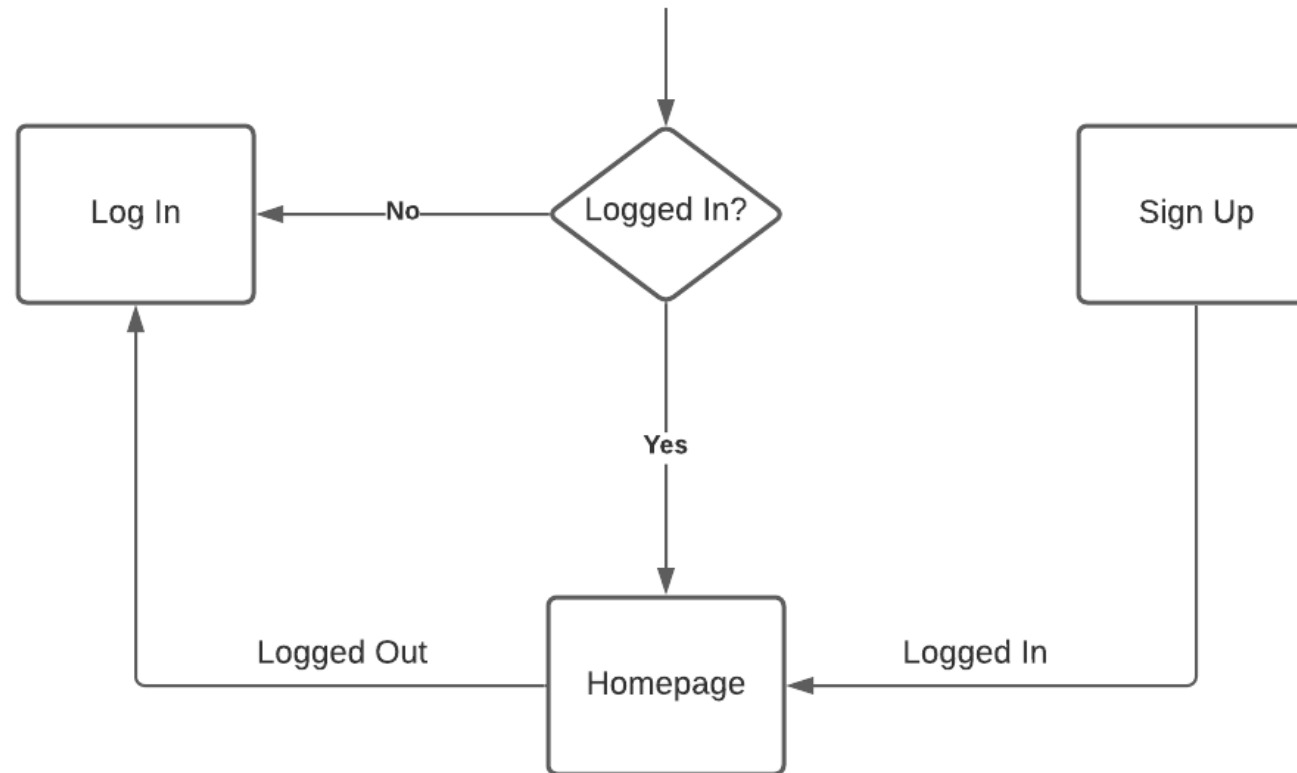 Log In
No
Logged In?
Sign Up
Yes
Logged Out
Logged In
Homepage